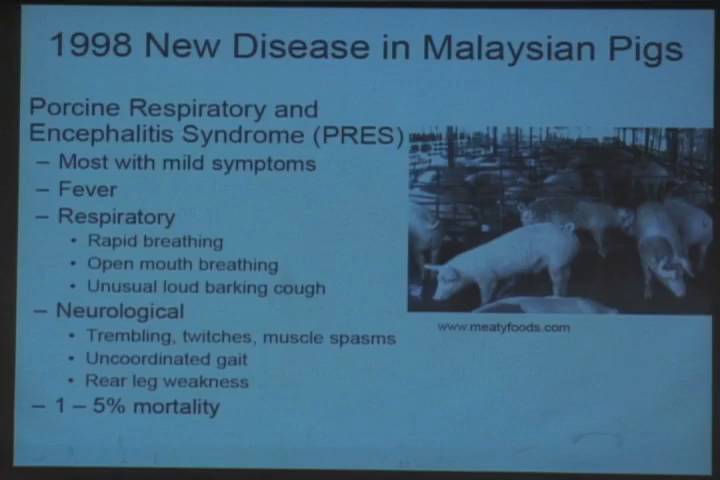 1998 New Disease in Malaysian Pigs
Porcine Respiratory and
Encephalitis Syndrome (PRES)
– Most with mild symptoms
– Fever
– Respiratory
• Rapid breathing
• Open mouth breathing
• Unusual loud barking cough
– Neurological
• Trembling, twitches, muscle spasms
• Uncoordinated gait
• Rear leg weakness
– 1 – 5% mortality
www.meatyfoods.com